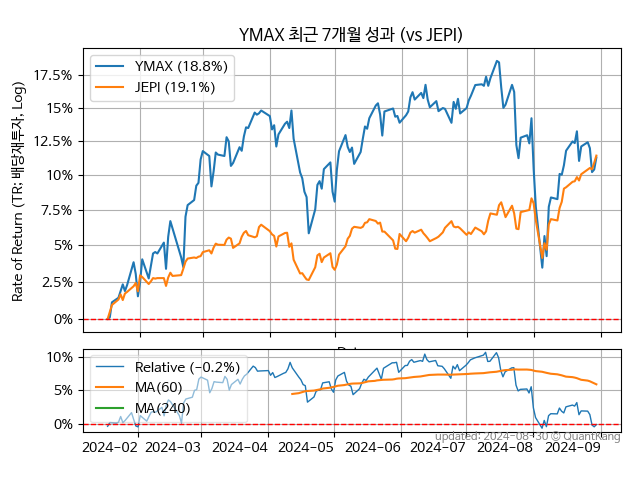 YMAX 최근 7개월 성과 (vs JEPI)
Rate of Return (TR; 배당재투자, Log)
17.5%
15%
12.5%
10%
7.5%
5%
2.5%
0%
YMAX (18.8%)
JEPI (19.1%)
10%
5%
0%
Relative (-0.2%)
MA(60)
MA(240)
2024-02 2024-03 2024-04 2024-05 2024-06 2024-07 2024-08 2024-09
updated: 2024-08-30 © QuantKang